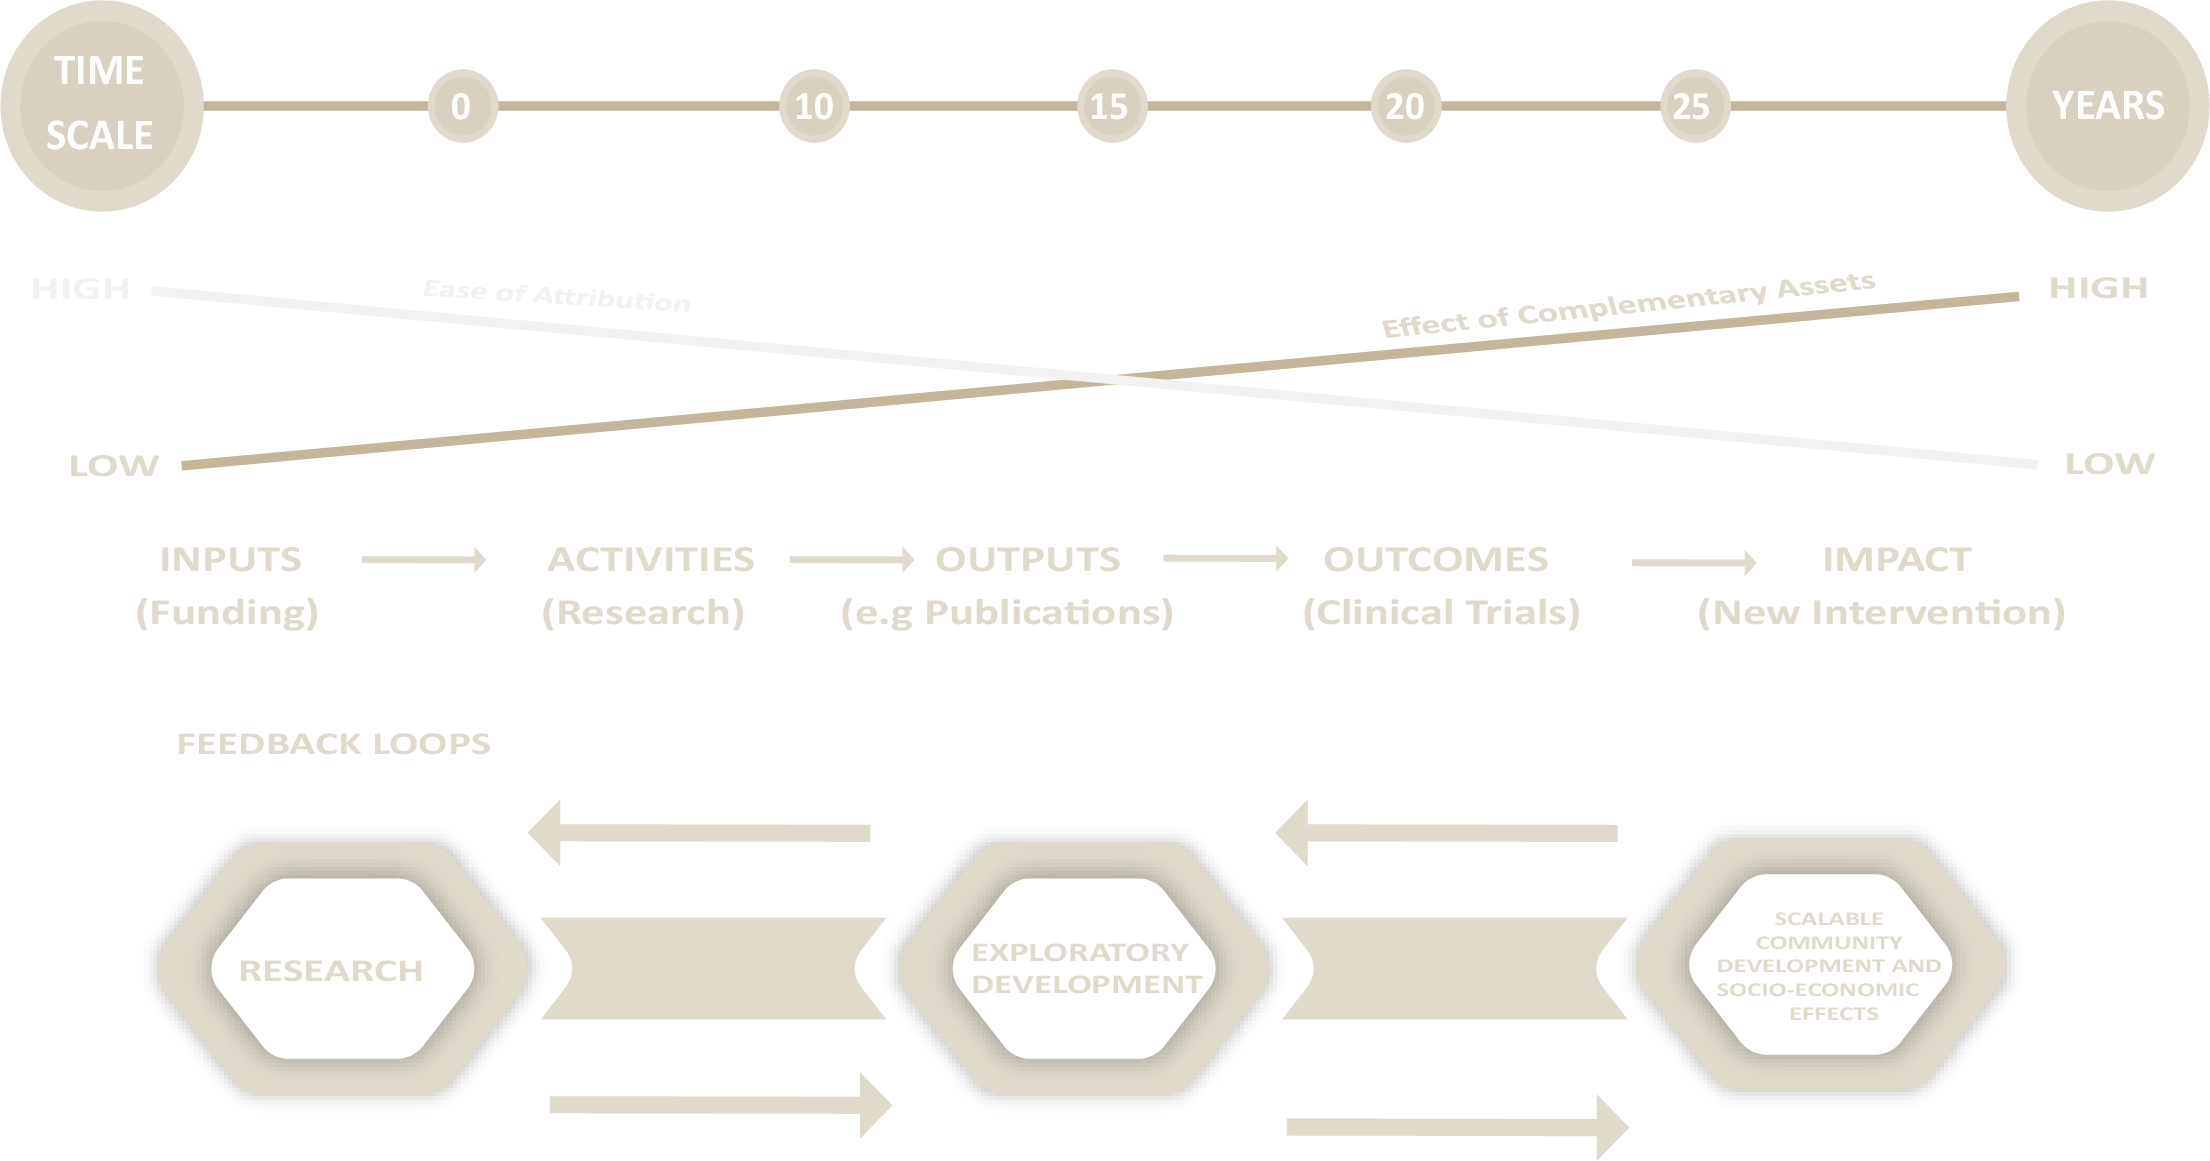 TIME
SCALE
0
10
15
20
25
YEARS
HIGH
Ease of Attribution
Effect of Complementary Assets
HIGH
LOW
LOW
INPUTS
ACTIVITIES
OUTPUTS
OUTCOMES
IMPACT
(Funding)
(Research)
(e.g Publications)
(Clinical Trials)
(New Intervention)
FEEDBACK LOOPS
RESEARCH
EXPLORATORY
DEVELOPMENT
SCALABLE
COMMUNITY
DEVELOPMENT AND
SOCIO-ECONOMIC
EFFECTS